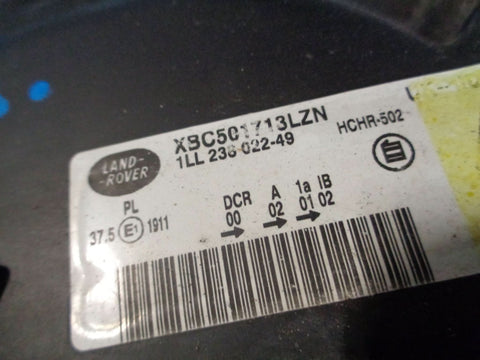 XBC501713LZN
1LL 236 022-49
HCHR-502
LAND-
-ROVER
PL
37.5 E1 1911
DCR A 1a IB
00 02 01 02